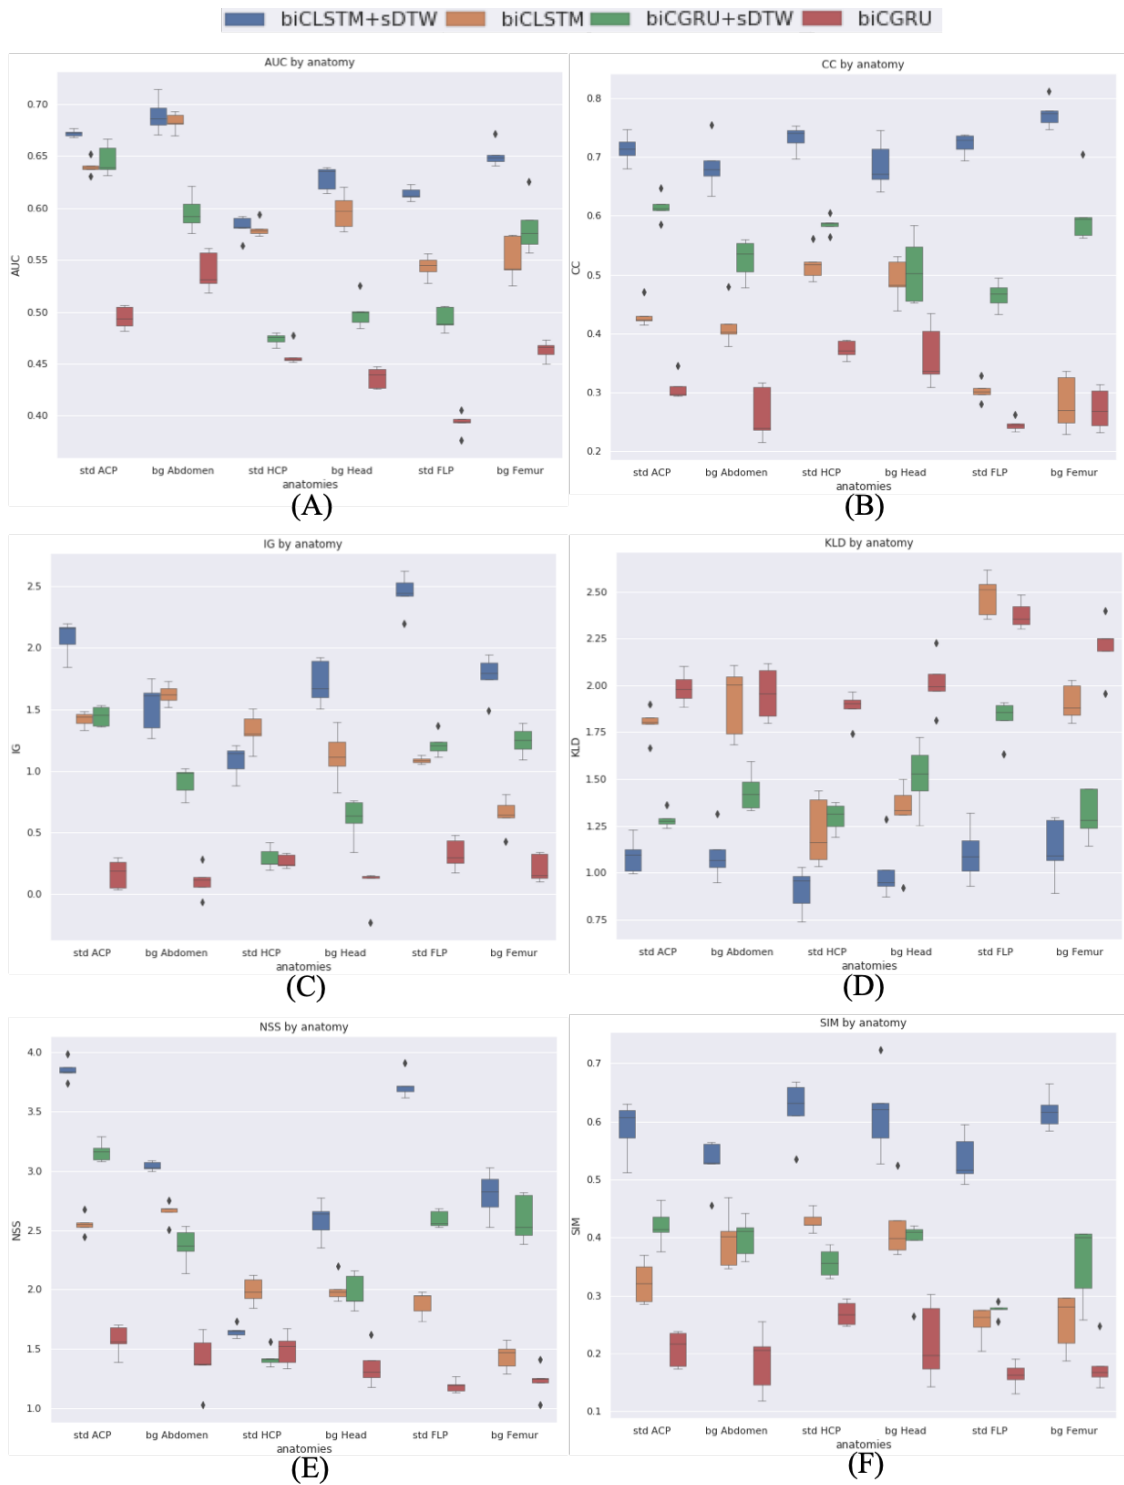 biCLSTM+sDTW biCLSTM biCGRU+sDTW biCGRU
AUC by anatomy
0.70
0.65
0.60
0.55
0.50
0.45
0.40
AUC
std ACP bg Abdomen std HCP bg Head std FLP bg Femur
anatomies
(A)
CC by anatomy
0.8
0.7
0.6
0.5
0.4
0.3
0.2
CC
std ACP bg Abdomen std HCP bg Head std FLP bg Femur
anatomies
(B)
IG by anatomy
2.5
2.0
1.5
1.0
0.5
0.0
IG
std ACP bg Abdomen std HCP bg Head std FLP bg Femur
anatomies
(C)
KLD by anatomy
2.50
2.25
2.00
1.75
1.50
1.25
1.00
0.75
KLD
std ACP bg Abdomen std HCP bg Head std FLP bg Femur
anatomies
(D)
NSS by anatomy
4.0
3.5
3.0
2.5
2.0
1.5
1.0
NSS
std ACP bg Abdomen std HCP bg Head std FLP bg Femur
anatomies
(E)
SIM by anatomy
0.7
0.6
0.5
0.4
0.3
0.2
0.1
SIM
std ACP bg Abdomen std HCP bg Head std FLP bg Femur
anatomies
(F)